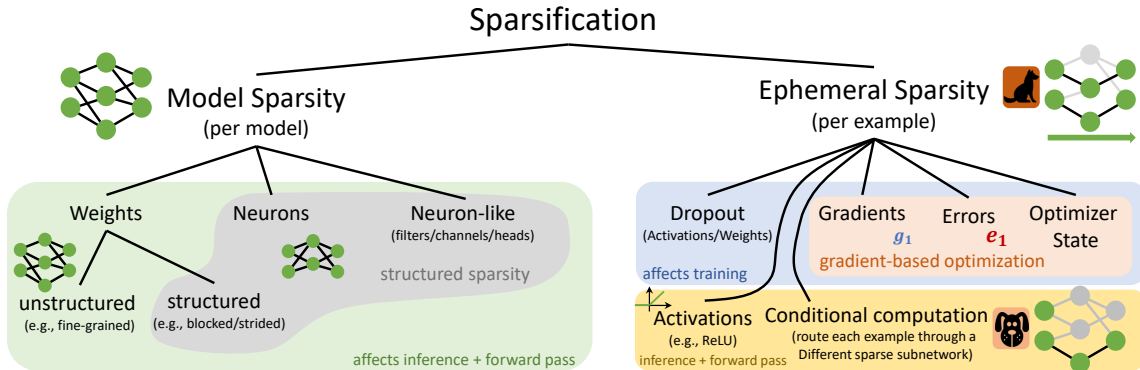 Sparsification
Model Sparsity
(per model)
Ephemeral Sparsity
(per example)
Weights
Neurons
Neuron-like
(filters/channels/heads)
structured sparsity
unstructured
(e.g., fine-grained)
structured
(e.g., blocked/strided)
affects inference + forward pass
Dropout
(Activations/Weights)
affects training
Gradients
g₁
Errors
e₁
Optimizer
State
gradient-based optimization
Activations
(e.g., ReLU)
inference + forward pass
Conditional computation
(route each example through a
Different sparse subnetwork)